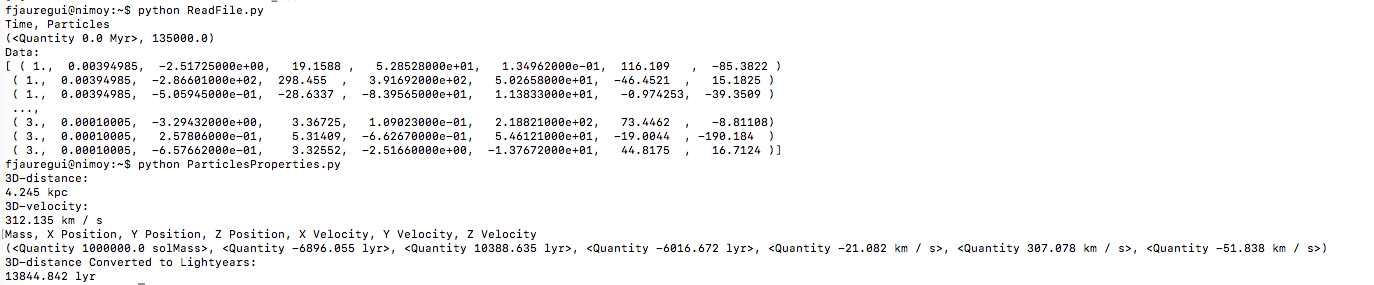 fjauregui@nimoy:~$ python ReadFile.py
Time, Particles
(<Quantity 0.0 Myr>, 135000.0)
Data:
[ ( 1.,  0.00394985,  -2.51725000e+00,   19.1588 ,   5.28528000e+01,   1.34962000e-01,  116.109   ,  -85.3822 )
 ( 1.,  0.00394985,  -2.86601000e+02,  298.455  ,   3.91692000e+02,   5.02658000e+01,  -46.4521   ,   15.1825 )
 ( 1.,  0.00394985,  -5.05945000e-01,  -28.6337 ,  -8.39565000e+01,   1.13833000e+01,   -0.974253,  -39.3509 )
 ...,
 ( 3.,  0.00010005,  -3.29432000e+00,    3.36725,   1.09023000e-01,   2.18821000e+02,   73.4462   ,   -8.81108)
 ( 3.,  0.00010005,   2.57806000e-01,    5.31409,  -6.62670000e-01,   5.46121000e+01,  -19.0044   , -190.184  )
 ( 3.,  0.00010005,  -6.57662000e-01,    3.32552,  -2.51660000e+00,  -1.37672000e+01,   44.8175   ,   16.7124 )]
fjauregui@nimoy:~$ python ParticlesProperties.py
3D-distance:
4.245 kpc
3D-velocity:
312.135 km / s
Mass, X Position, Y Position, Z Position, X Velocity, Y Velocity, Z Velocity
(<Quantity 1000000.0 solMass>, <Quantity -6896.055 lyr>, <Quantity 10388.635 lyr>, <Quantity -6016.672 lyr>, <Quantity -21.082 km / s>, <Quantity 307.078 km / s>, <Quantity -51.838 km / s>)
3D-distance Converted to Lightyears:
13844.842 lyr